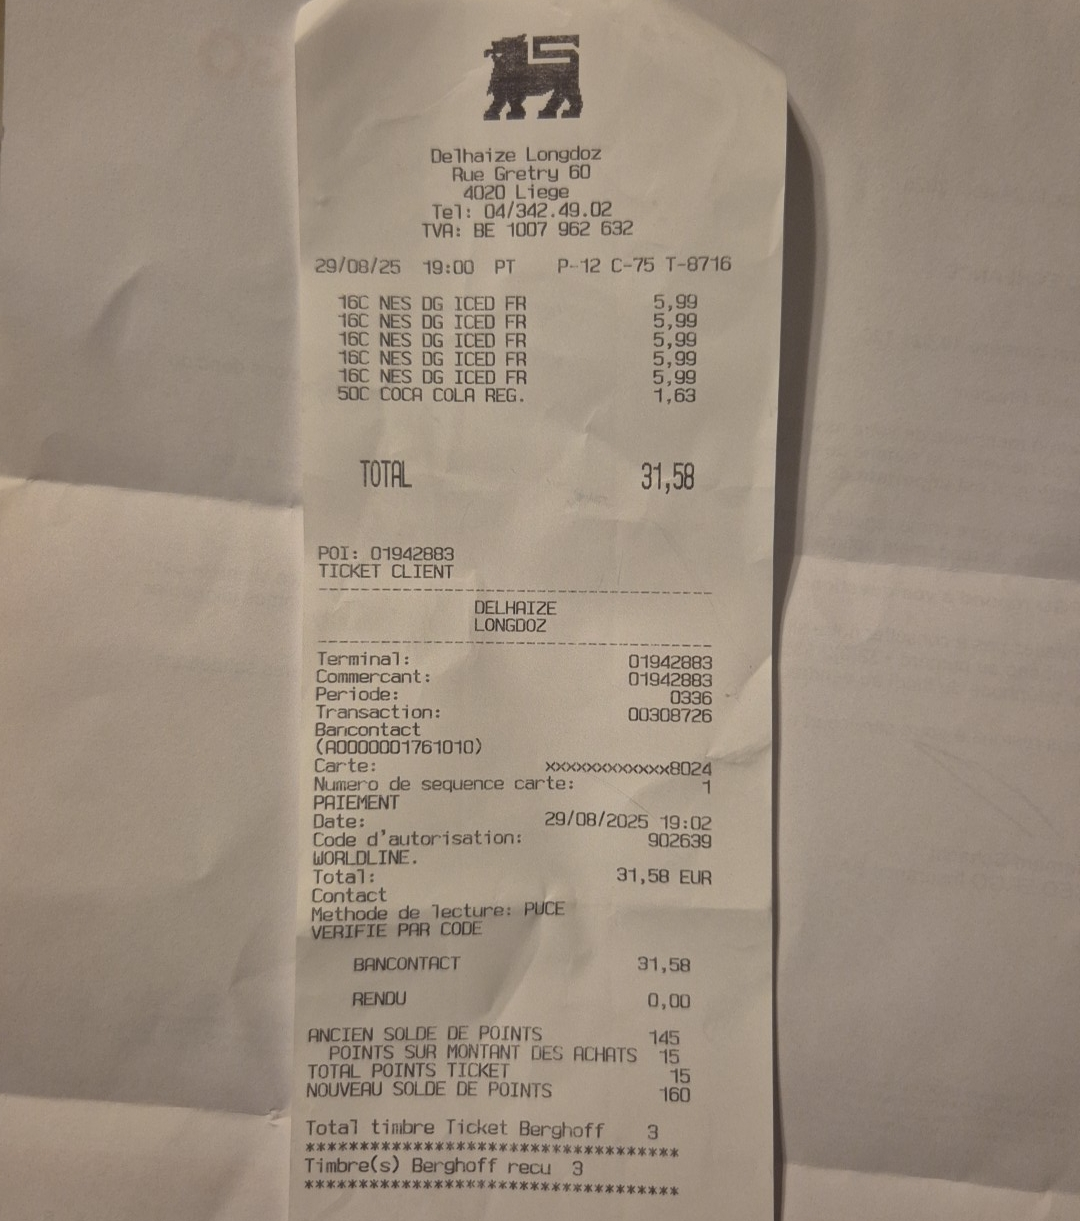 Delhaize Longdoz
Rue Gretry 60
4020 Liege
Tel: 04/342.49.02
TVA: BE 1007 962 632
29/08/25 19:00 PT P-12 C-75 T-8716
16C NES DG ICED FR 5,99
16C NES DG ICED FR 5,99
16C NES DG ICED FR 5,99
16C NES DG ICED FR 5,99
16C NES DG ICED FR 5,99
50C COCA COLA REG. 1,63
TOTAL 31,58
POI: 01942883
TICKET CLIENT
--------------------------------------------
DELHAIZE
LONGDOZ
--------------------------------------------
Terminal: 01942883
Commercant: 01942883
Periode: 0336
Transaction: 00308726
Bancontact
(A0000001761010)
Carte: xxxxxxxxxxxxx8024
Numero de sequence carte: 1
PAIEMENT
Date: 29/08/2025 19:02
Code d'autorisation: 902639
WORLDLINE.
Total: 31,58 EUR
Contact
Methode de lecture: PUCE
VERIFIE PAR CODE
BANCONTACT 31,58
RENDU 0,00
ANCIEN SOLDE DE POINTS 145
POINTS SUR MONTANT DES ACHATS 15
TOTAL POINTS TICKET 15
NOUVEAU SOLDE DE POINTS 160
Total timbre Ticket Berghoff 3
***********************************
Timbre(s) Berghoff recu 3
***********************************